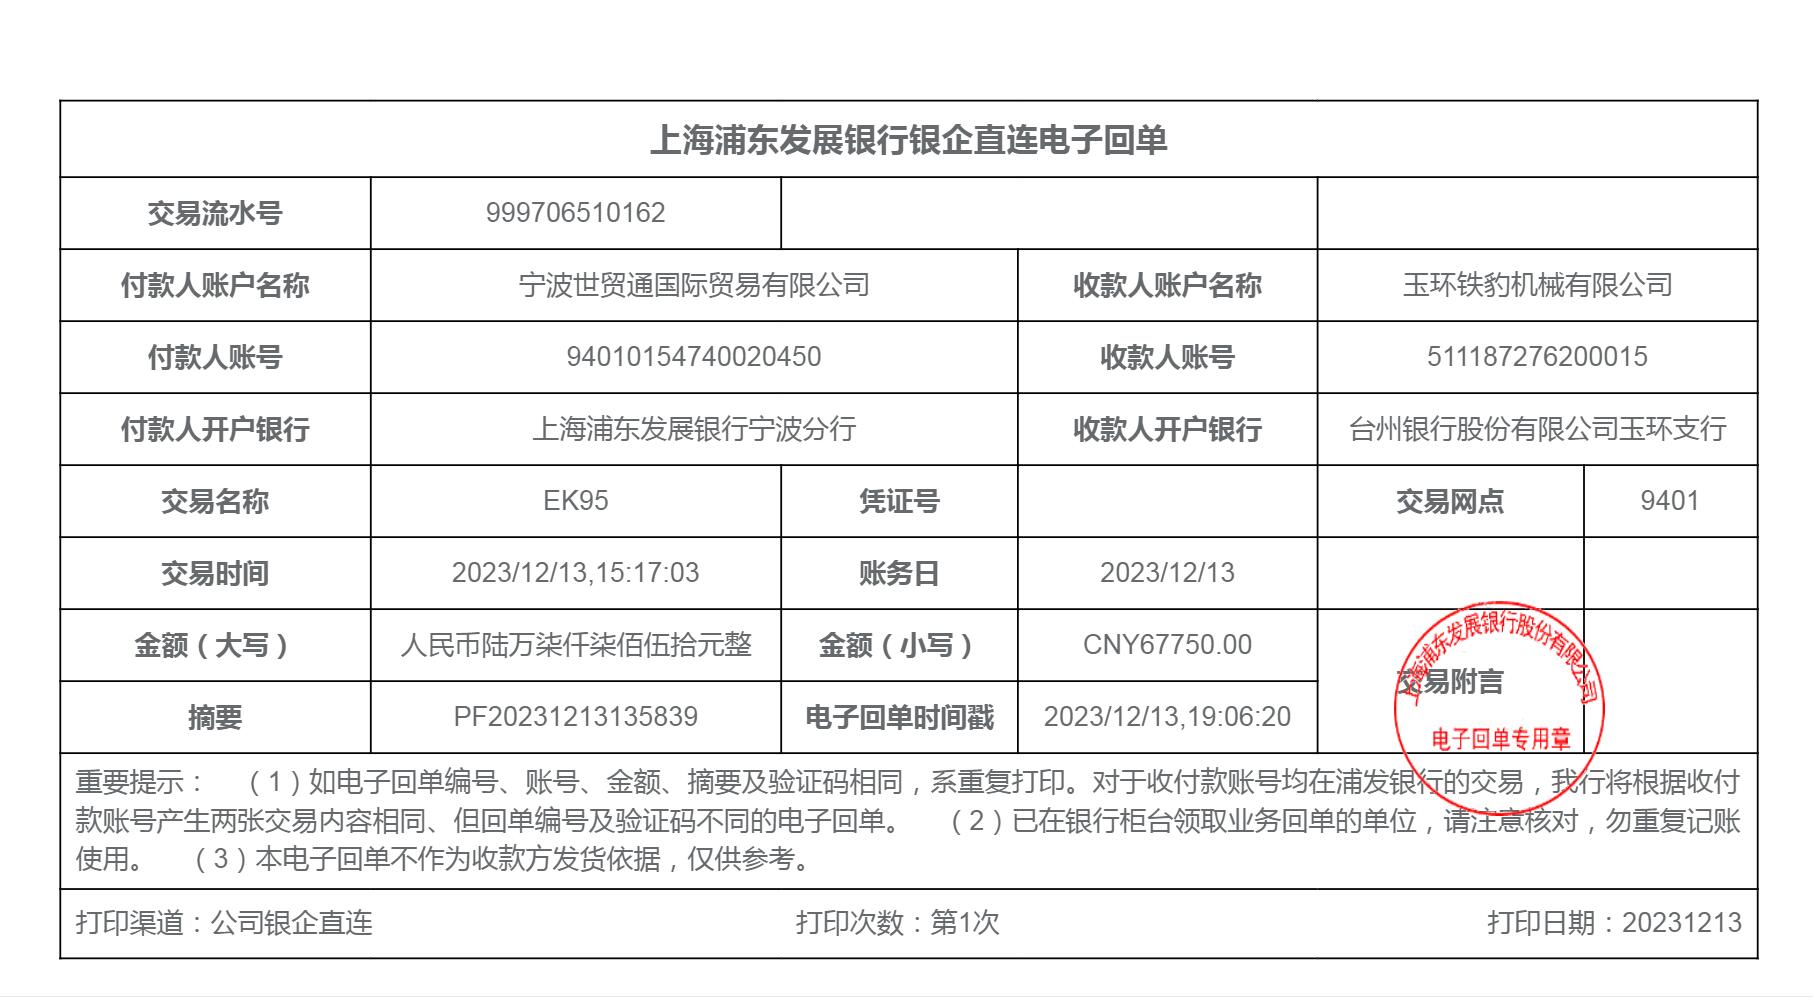 上海浦东发展银行银企直连电子回单
交易流水号 999706510162
付款人账户名称 宁波世贸通国际贸易有限公司 收款人账户名称 玉环铁豹机械有限公司
付款人账号 94010154740020450 收款人账号 511187276200015
付款人开户银行 上海浦东发展银行宁波分行 收款人开户银行 台州银行股份有限公司玉环支行
交易名称 EK95 凭证号 交易网点 9401
交易时间 2023/12/13,15:17:03 账务日 2023/12/13
金额（大写） 人民币陆万柒仟柒佰伍拾元整 金额（小写） CNY67750.00
交易附言
摘要 PF20231213135839 电子回单时间戳 2023/12/13,19:06:20
上海浦东发展银行股份有限公司
电子回单专用章
重要提示： （1）如电子回单编号、账号、金额、摘要及验证码相同，系重复打印。对于收付款账号均在浦发银行的交易，我行将根据收付
款账号产生两张交易内容相同、但回单编号及验证码不同的电子回单。 （2）已在银行柜台领取业务回单的单位，请注意核对，勿重复记账
使用。 （3）本电子回单不作为收款方发货依据，仅供参考。
打印渠道：公司银企直连 打印次数：第1次 打印日期：20231213